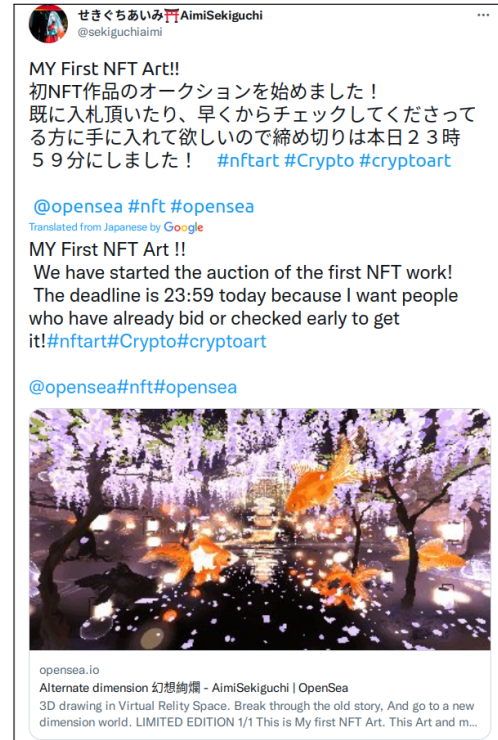 せきぐちあいみ⛩AimiSekiguchi
@sekiguchiaimi
MY First NFT Art!!
初NFT作品のオークションを始めました！
既に入札頂いたり、早くからチェックしてくださって
る方に手に入れて欲しいので締め切りは本日２３時
５９分にしました！　#nftart #Crypto #cryptoart
@opensea #nft #opensea
Translated from Japanese by Google
MY First NFT Art !!
We have started the auction of the first NFT work!
The deadline is 23:59 today because I want people
who have already bid or checked early to get
it!#nftart#Crypto#cryptoart
@opensea#nft#opensea
opensea.io
Alternate dimension 幻想絢爛 - AimiSekiguchi | OpenSea
3D drawing in Virtual Relity Space. Break through the old story, And go to a new
dimension world. LIMITED EDITION 1/1 This is My first NFT Art. This Art and m...